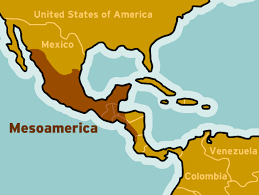 United States of America
Mexico
Mesoamerica
Venezuela
Colombia